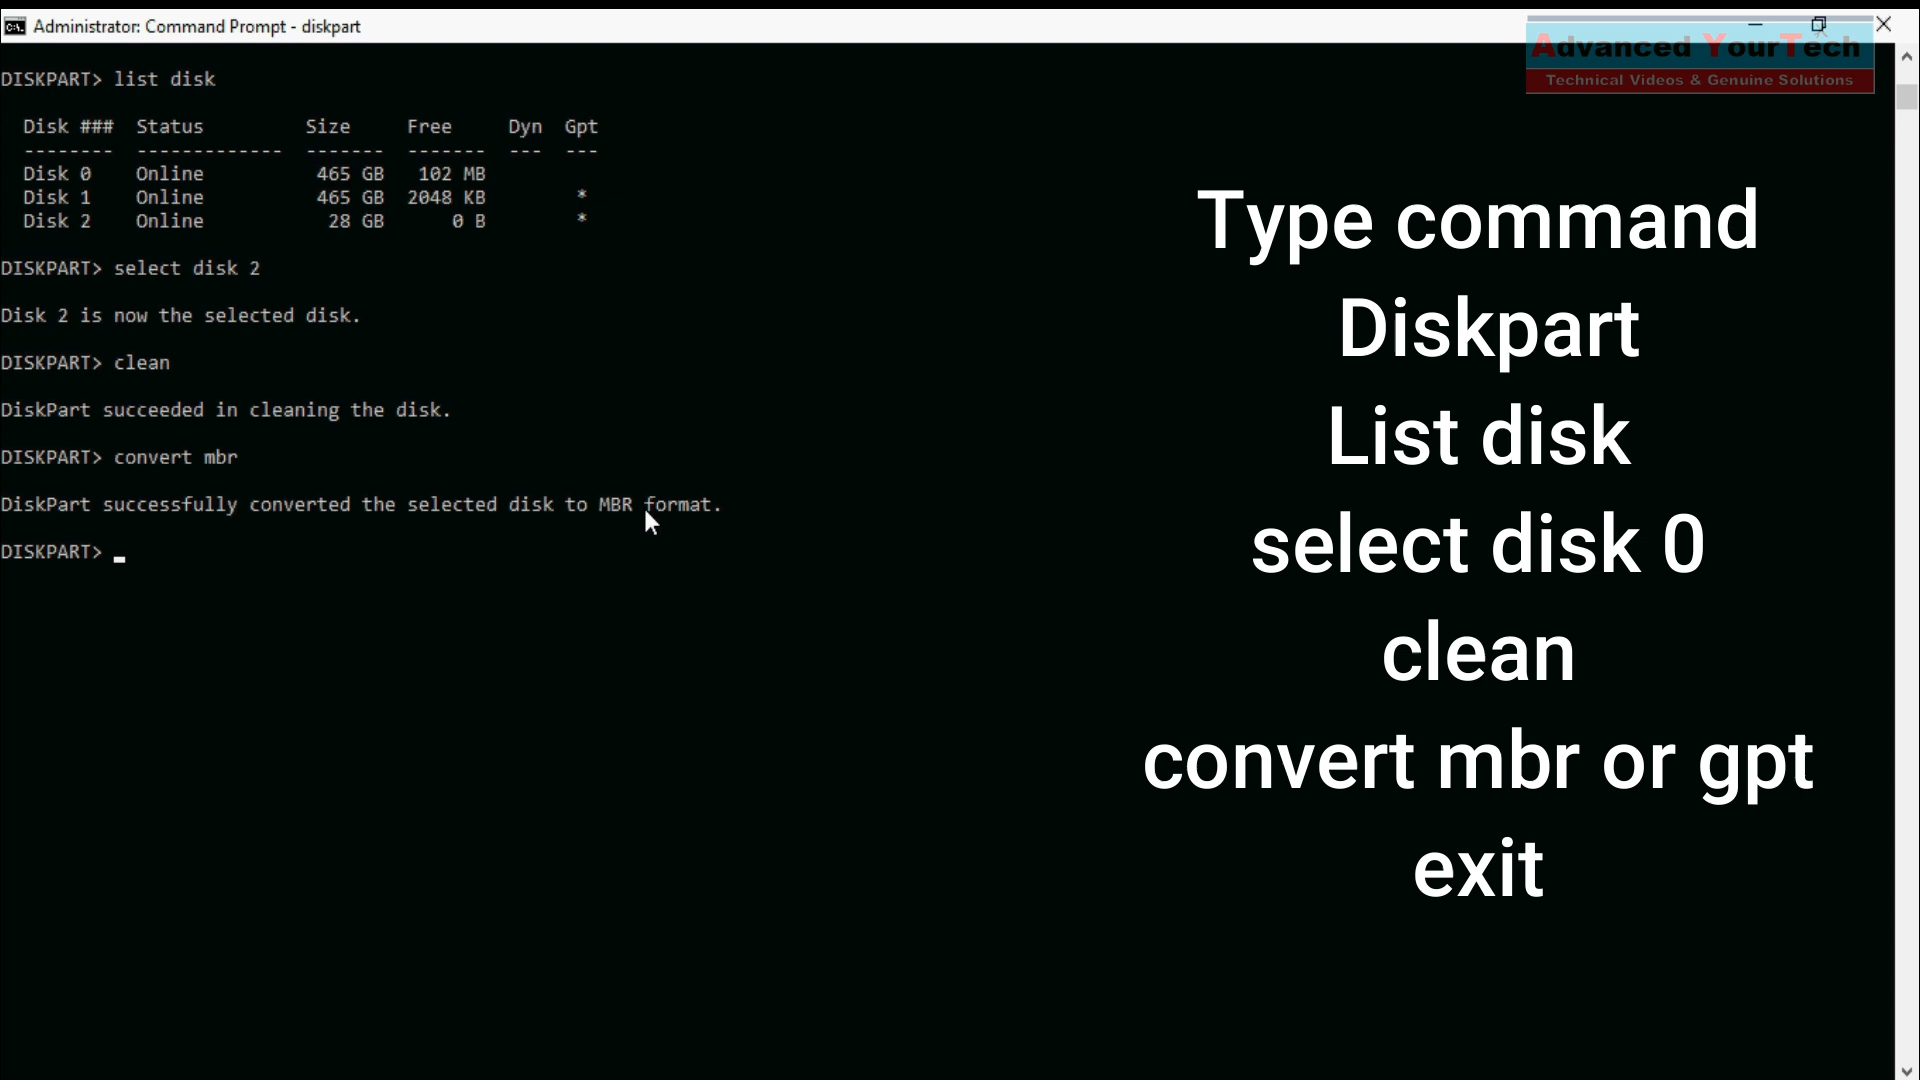 Administrator: Command Prompt - diskpart
Advanced YourTech
Technical Videos & Genuine Solutions
DISKPART> list disk
Disk ### Status Size Free Dyn Gpt
-------- ------------- ------- ------- --- ---
Disk 0 Online 465 GB 102 MB
Disk 1 Online 465 GB 2048 KB *
Disk 2 Online 28 GB 0 B *
DISKPART> select disk 2
Disk 2 is now the selected disk.
DISKPART> clean
DiskPart succeeded in cleaning the disk.
DISKPART> convert mbr
DiskPart successfully converted the selected disk to MBR format.
DISKPART>
Type command
Diskpart
List disk
select disk 0
clean
convert mbr or gpt
exit